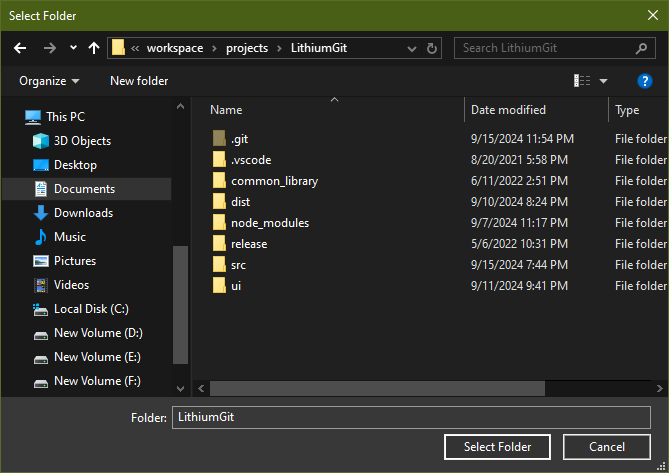 Select Folder
« workspace › projects › LithiumGit
Search LithiumGit
Organize New folder
This PC
3D Objects
Desktop
Documents
Downloads
Music
Pictures
Videos
Local Disk (C:)
New Volume (D:)
New Volume (E:)
New Volume (F:)
Name Date modified Type
.git 9/15/2024 11:54 PM File folder
.vscode 8/20/2021 5:58 PM File folder
common_library 6/11/2022 2:51 PM File folder
dist 9/10/2024 8:24 PM File folder
node_modules 9/7/2024 11:17 PM File folder
release 5/6/2022 10:31 PM File folder
src 9/15/2024 7:44 PM File folder
ui 9/11/2024 9:41 PM File folder
Folder: LithiumGit
Select Folder Cancel